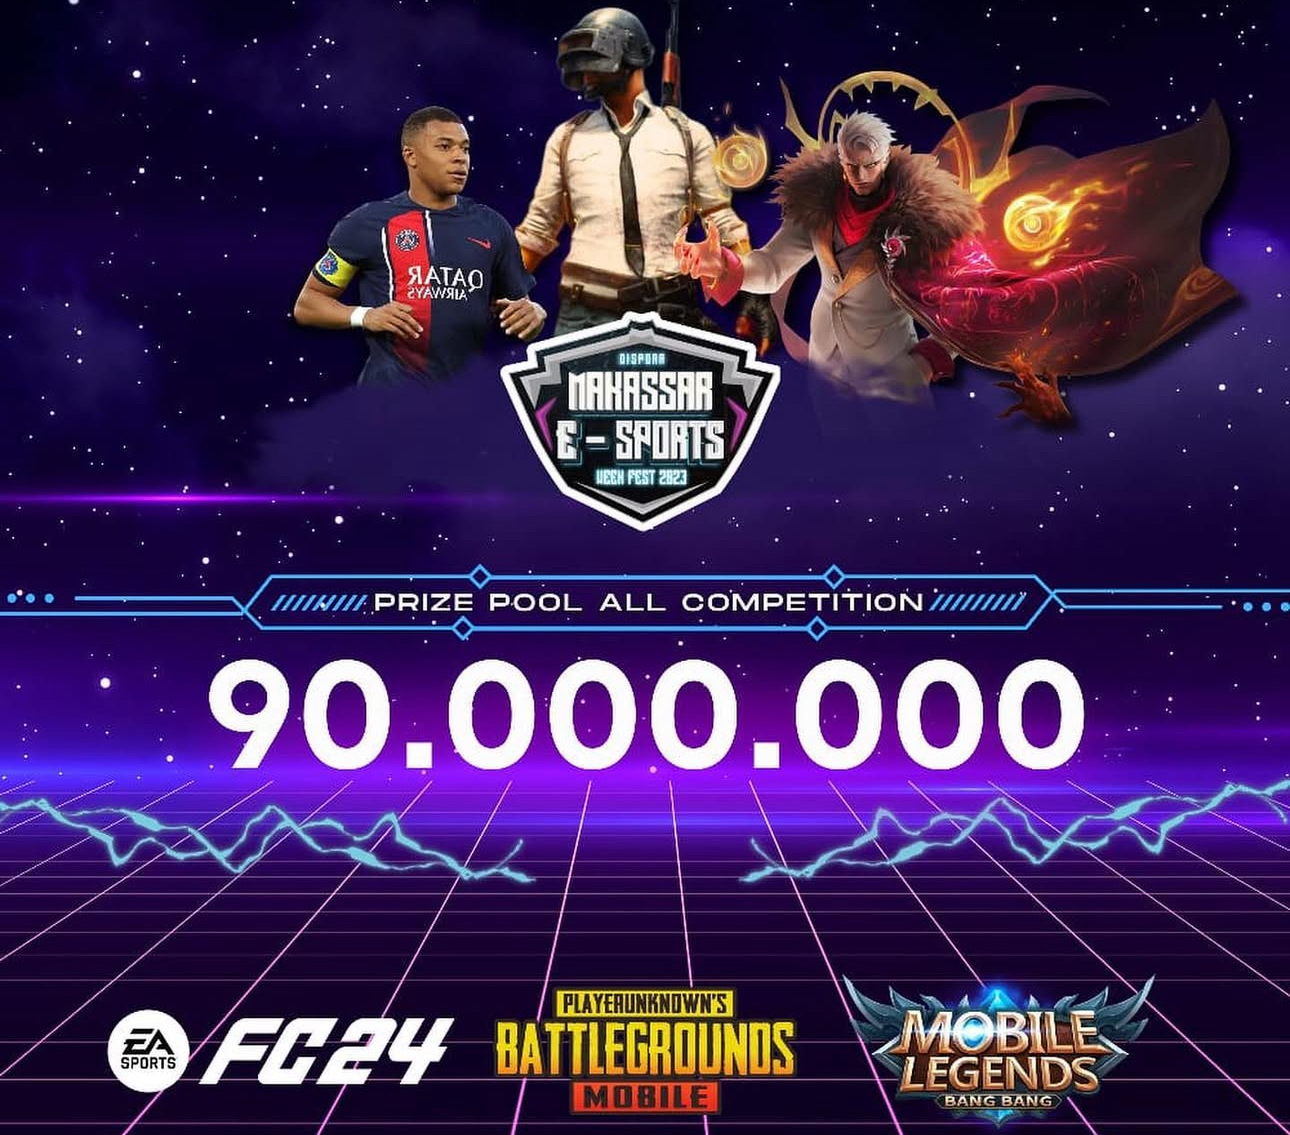 QATAR
AIRWAYS
DISPORA
MAKASSAR
E - SPORTS
WEEK FEST 2023
PRIZE POOL ALL COMPETITION
90.000.000
EA
SPORTS
FC24
PLAYERUNKNOWN'S
BATTLEGROUNDS
MOBILE
MOBILE
LEGENDS
BANG BANG